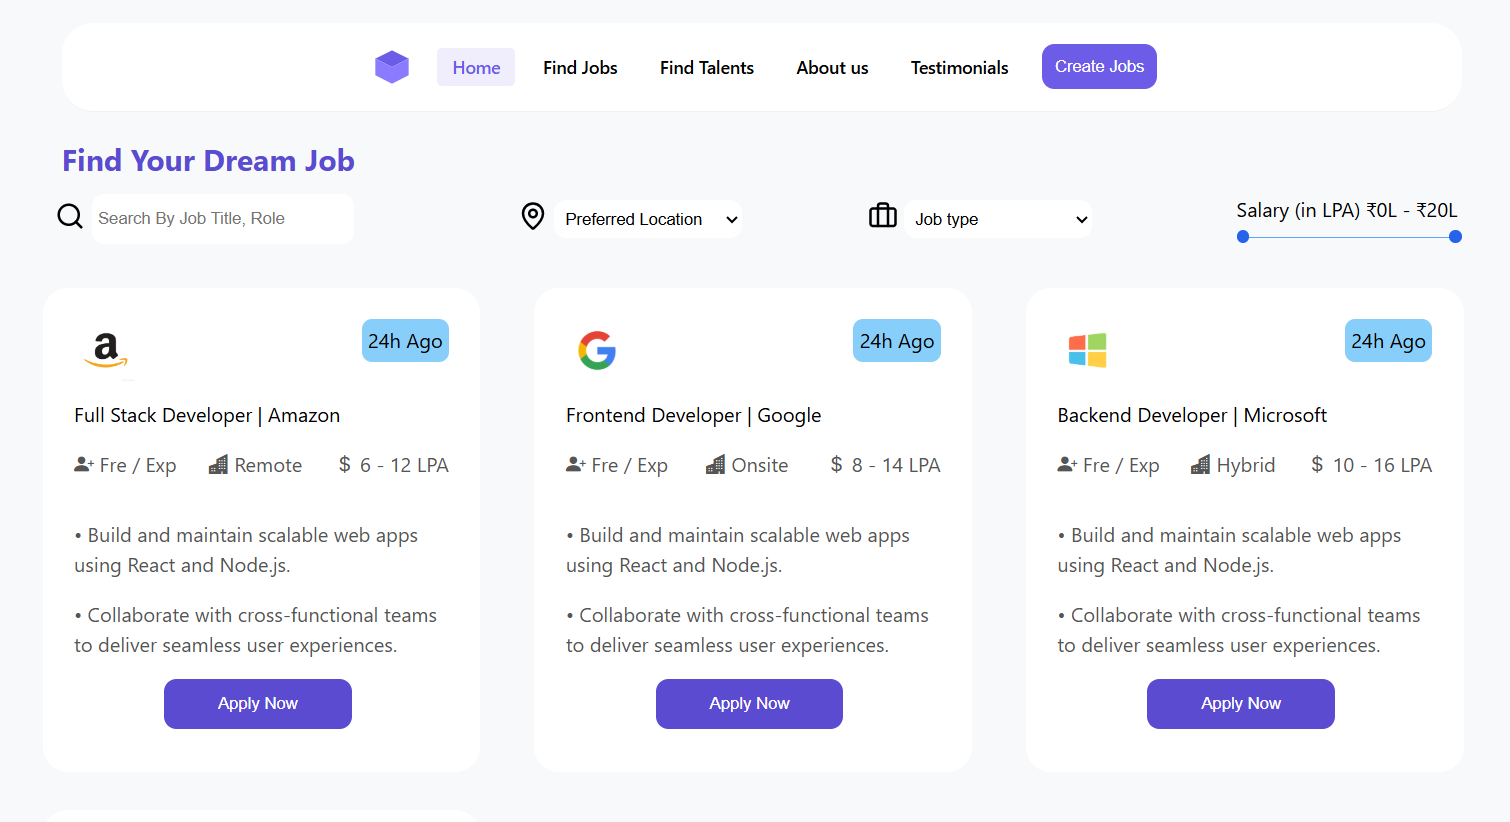 Home Find Jobs Find Talents About us Testimonials Create Jobs
Find Your Dream Job
Search By Job Title, Role
Preferred Location
Job type
Salary (in LPA) ₹0L - ₹20L
a
24h Ago
Full Stack Developer | Amazon
Fre / Exp Remote $ 6 - 12 LPA
• Build and maintain scalable web apps
using React and Node.js.
• Collaborate with cross-functional teams
to deliver seamless user experiences.
Apply Now
G
24h Ago
Frontend Developer | Google
Fre / Exp Onsite $ 8 - 14 LPA
• Build and maintain scalable web apps
using React and Node.js.
• Collaborate with cross-functional teams
to deliver seamless user experiences.
Apply Now
24h Ago
Backend Developer | Microsoft
Fre / Exp Hybrid $ 10 - 16 LPA
• Build and maintain scalable web apps
using React and Node.js.
• Collaborate with cross-functional teams
to deliver seamless user experiences.
Apply Now